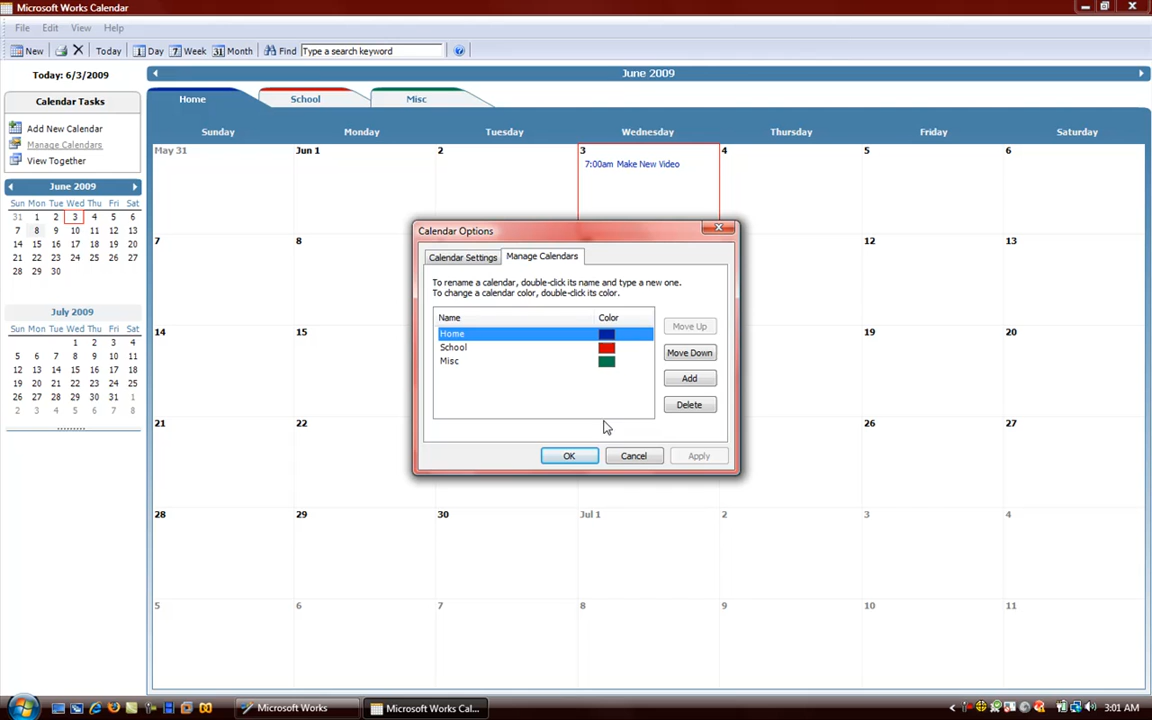 Microsoft Works Calendar
File Edit View Help
New Today 1 Day 7 Week 31 Month Find Type a search keyword ?
Today: 6/3/2009
June 2009
Calendar Tasks
Home School Misc
Add New Calendar
Manage Calendars
View Together
Sunday Monday Tuesday Wednesday Thursday Friday Saturday
May 31 Jun 1 2 3 4 5 6
7:00am Make New Video
June 2009
Sun Mon Tue Wed Thu Fri Sat
31 1 2 3 4 5 6
7 8 9 10 11 12 13
14 15 16 17 18 19 20
21 22 23 24 25 26 27
28 29 30
July 2009
Sun Mon Tue Wed Thu Fri Sat
1 2 3 4
5 6 7 8 9 10 11
12 13 14 15 16 17 18
19 20 21 22 23 24 25
26 27 28 29 30 31 1
2 3 4 5 6 7 8
7 8 12 13
14 15 19 20
21 22 26 27
28 29 30 Jul 1 2 3 4
5 6 7 8 9 10 11
Calendar Options
Calendar Settings Manage Calendars
To rename a calendar, double-click its name and type a new one.
To change a calendar color, double-click its color.
Name Color
Home
School
Misc
Move Up
Move Down
Add
Delete
OK Cancel Apply
Microsoft Works Microsoft Works Cal... 3:01 AM